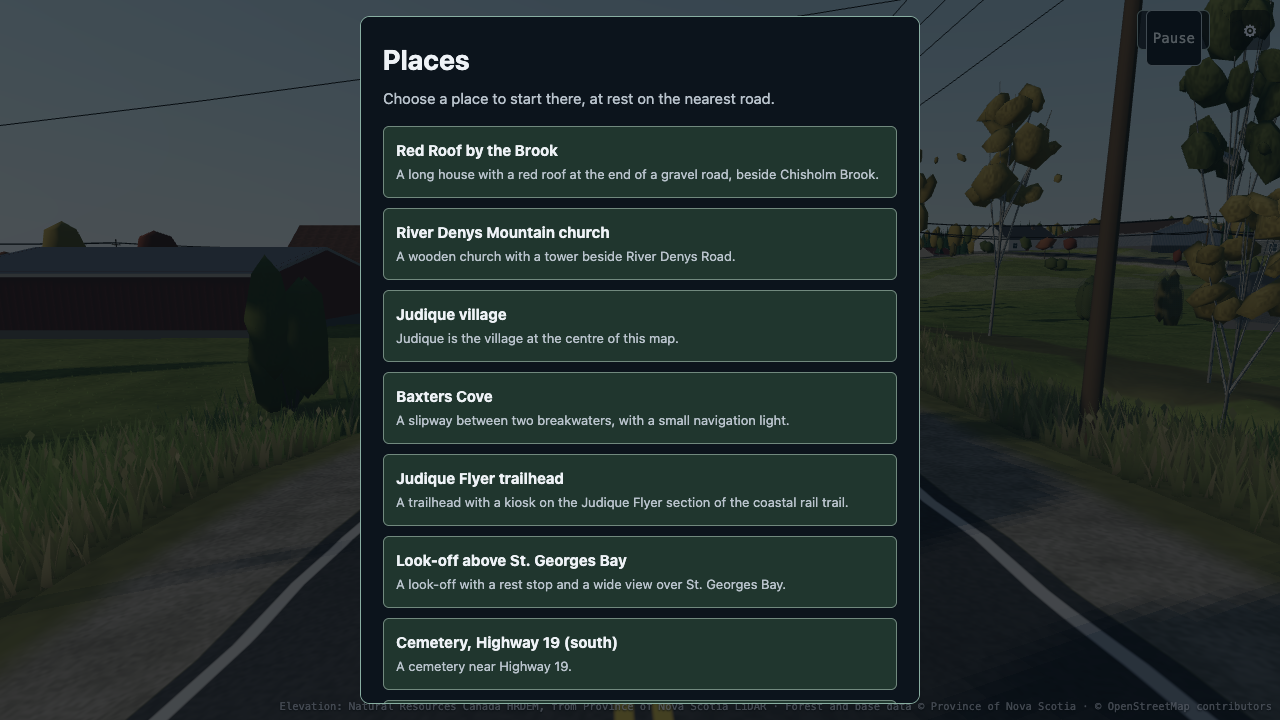 Places
Choose a place to start there, at rest on the nearest road.
Red Roof by the Brook
A long house with a red roof at the end of a gravel road, beside Chisholm Brook.
River Denys Mountain church
A wooden church with a tower beside River Denys Road.
Judique village
Judique is the village at the centre of this map.
Baxters Cove
A slipway between two breakwaters, with a small navigation light.
Judique Flyer trailhead
A trailhead with a kiosk on the Judique Flyer section of the coastal rail trail.
Look-off above St. Georges Bay
A look-off with a rest stop and a wide view over St. Georges Bay.
Cemetery, Highway 19 (south)
A cemetery near Highway 19.
Pause
Elevation: Natural Resources Canada HRDEM, from Province of Nova Scotia LiDAR · Forest and base data © Province of Nova Scotia · © OpenStreetMap contributors